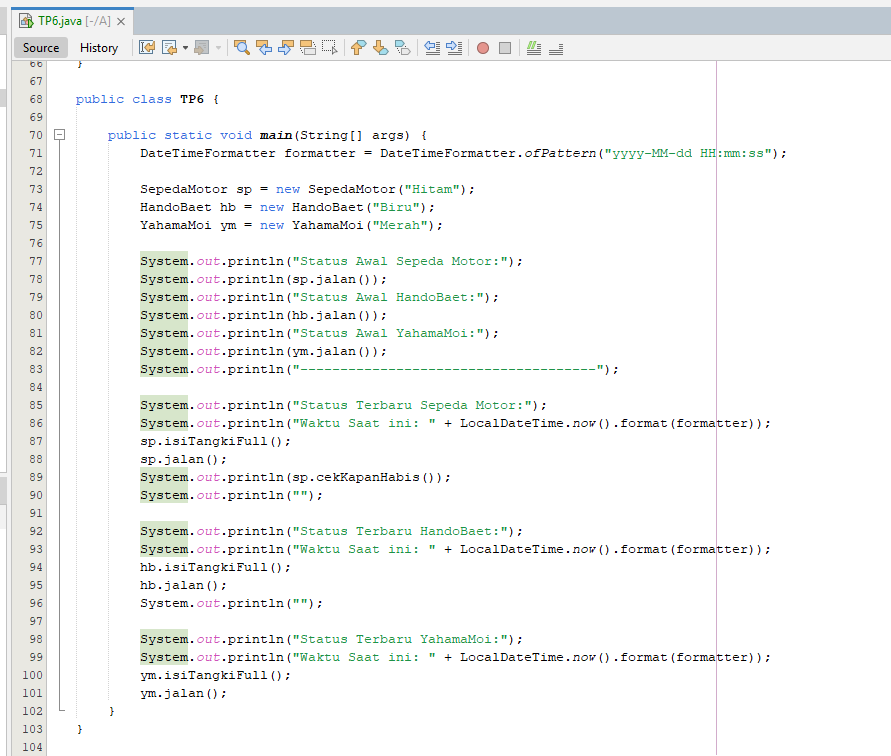 TP6.java [-/A]
Source History
66 }
67
68 public class TP6 {
69
70 public static void main(String[] args) {
71 DateTimeFormatter formatter = DateTimeFormatter.ofPattern("yyyy-MM-dd HH:mm:ss");
72
73 SepedaMotor sp = new SepedaMotor("Hitam");
74 HandoBaet hb = new HandoBaet("Biru");
75 YahamaMoi ym = new YahamaMoi("Merah");
76
77 System.out.println("Status Awal Sepeda Motor:");
78 System.out.println(sp.jalan());
79 System.out.println("Status Awal HandoBaet:");
80 System.out.println(hb.jalan());
81 System.out.println("Status Awal YahamaMoi:");
82 System.out.println(ym.jalan());
83 System.out.println("-------------------------------------");
84
85 System.out.println("Status Terbaru Sepeda Motor:");
86 System.out.println("Waktu Saat ini: " + LocalDateTime.now().format(formatter));
87 sp.isiTangkiFull();
88 sp.jalan();
89 System.out.println(sp.cekKapanHabis());
90 System.out.println("");
91
92 System.out.println("Status Terbaru HandoBaet:");
93 System.out.println("Waktu Saat ini: " + LocalDateTime.now().format(formatter));
94 hb.isiTangkiFull();
95 hb.jalan();
96 System.out.println("");
97
98 System.out.println("Status Terbaru YahamaMoi:");
99 System.out.println("Waktu Saat ini: " + LocalDateTime.now().format(formatter));
100 ym.isiTangkiFull();
101 ym.jalan();
102 }
103 }
104